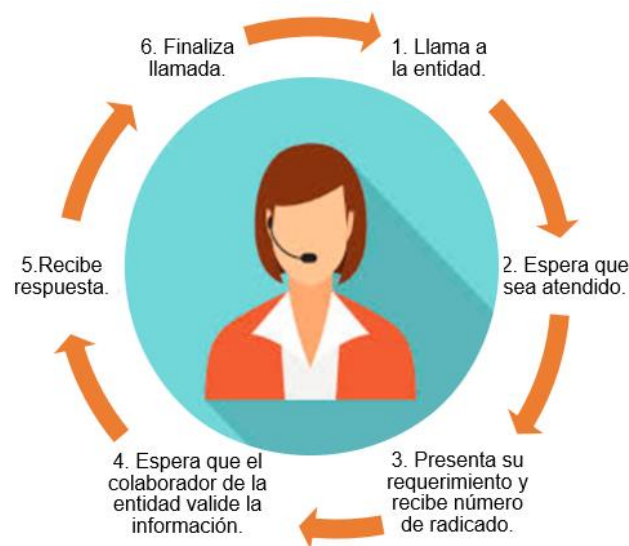 1. Llama a
la entidad.
2. Espera que
sea atendido.
3. Presenta su
requerimiento y
recibe número
de radicado.
4. Espera que el
colaborador de la
entidad valide la
información.
5.Recibe
respuesta.
6. Finaliza
llamada.